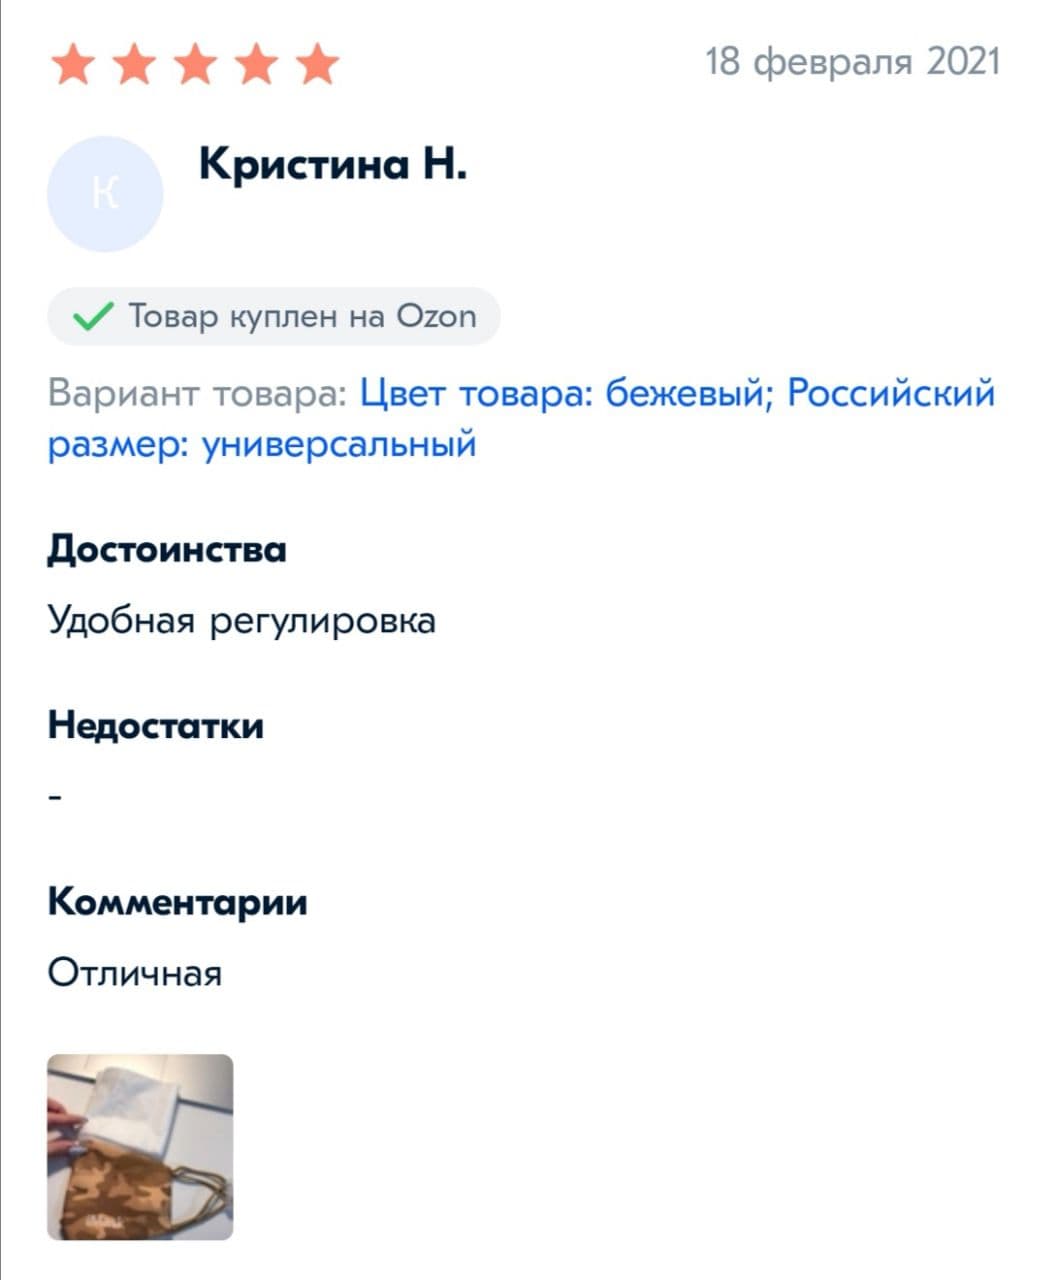 18 февраля 2021
К
Кристина Н.
Товар куплен на Ozon
Вариант товара: Цвет товара: бежевый; Российский
размер: универсальный
Достоинства
Удобная регулировка
Недостатки
-
Комментарии
Отличная